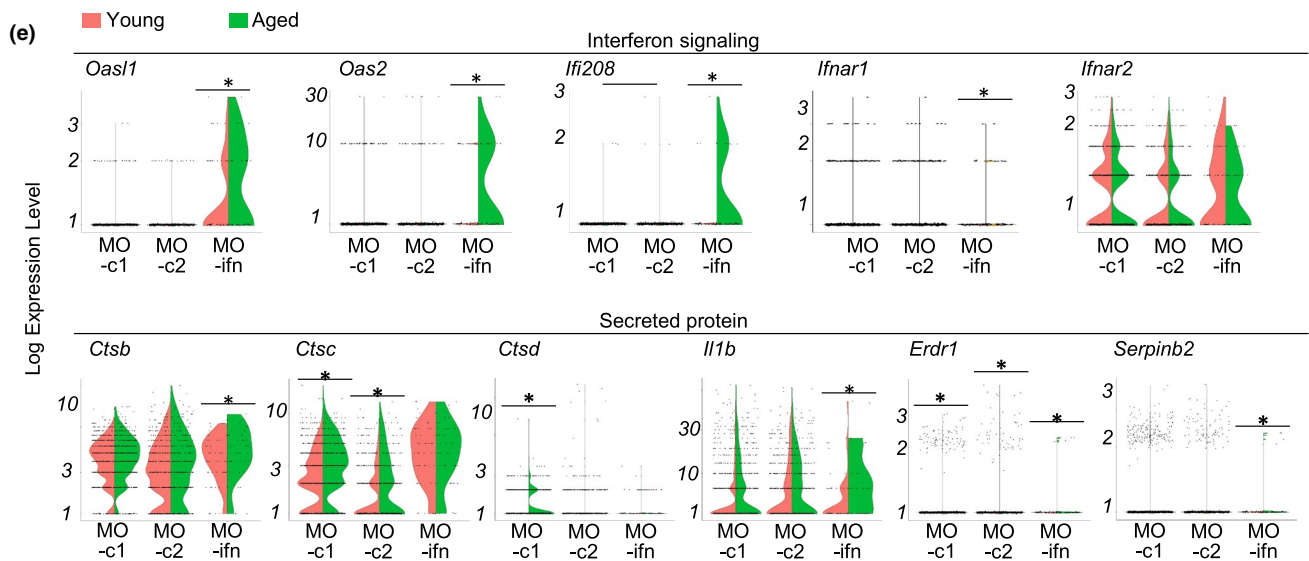 (e)
Young Aged
Interferon signaling
Oasl1 Oas2 Ifi208 Ifnar1 Ifnar2
* * * *
3 2 1
30 10 1
3 2 1
3 2 1
3 2 1
MO MO MO MO MO MO MO MO MO MO MO MO MO MO MO
-c1 -c2 -ifn -c1 -c2 -ifn -c1 -c2 -ifn -c1 -c2 -ifn -c1 -c2 -ifn
Log Expression Level
Secreted protein
Ctsb Ctsc Ctsd Il1b Erdr1 Serpinb2
* * * * * * * * *
10 3 1
10 3 1
10 3 1
30 10 1
3 2 1
3 2 1
MO MO MO MO MO MO MO MO MO MO MO MO MO MO MO MO MO MO
-c1 -c2 -ifn -c1 -c2 -ifn -c1 -c2 -ifn -c1 -c2 -ifn -c1 -c2 -ifn -c1 -c2 -ifn